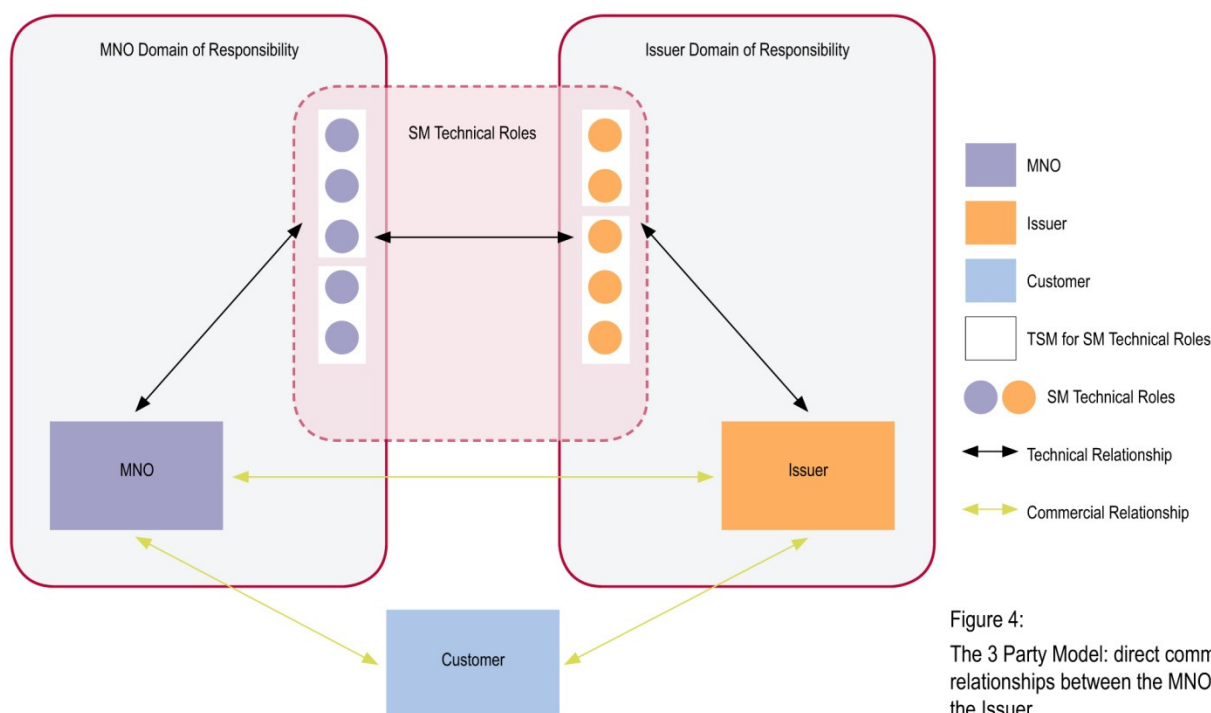 MNO Domain of Responsibility
Issuer Domain of Responsibility
SM Technical Roles
MNO
Issuer
Customer
MNO
Issuer
Customer
TSM for SM Technical Roles
SM Technical Roles
Technical Relationship
Commercial Relationship
Figure 4:
The 3 Party Model: direct
relationships between the MNO
the Issuer